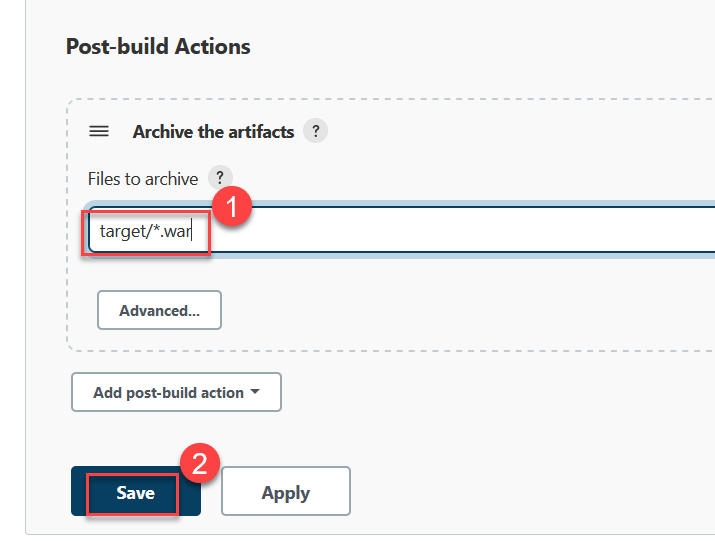 Post-build Actions
Archive the artifacts ?
Files to archive ?
1
target/*.war
Advanced...
Add post-build action
2
Save Apply